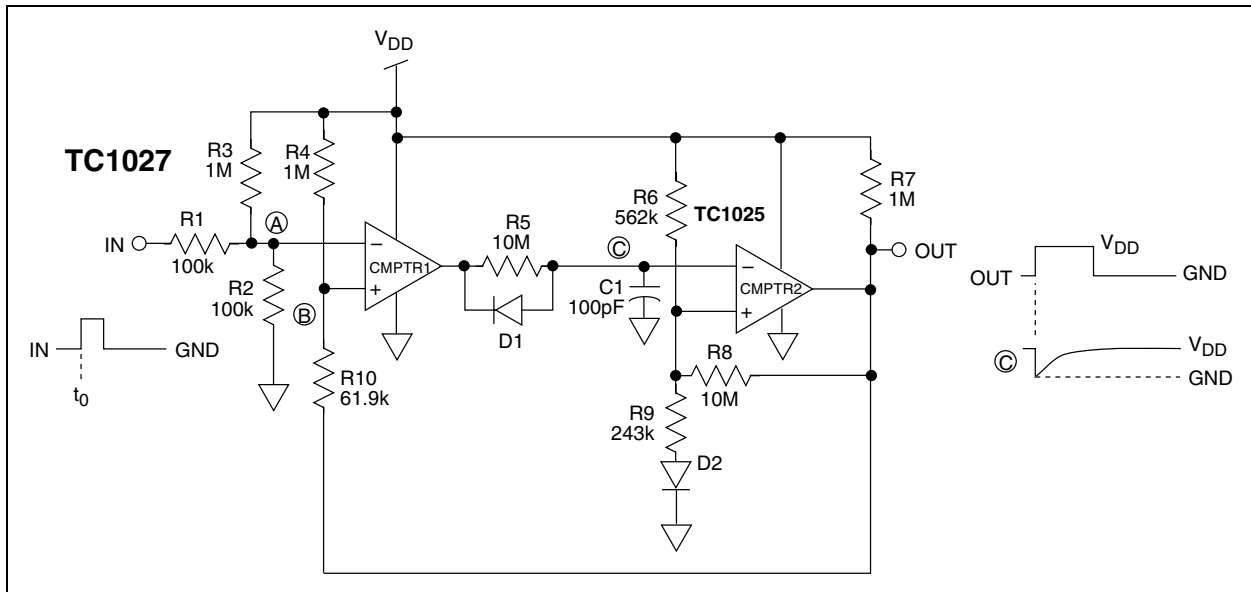 VDD
TC1027
R3
1M
R4
1M
R6
562k
TC1025
R7
1M
IN
R1
100k
A
R2
100k
B
CMPTR1
R5
10M
D1
C
C1
100pF
CMPTR2
OUT
R8
10M
R9
243k
D2
R10
61.9k
IN
GND
t0
OUT
VDD
GND
C
VDD
GND